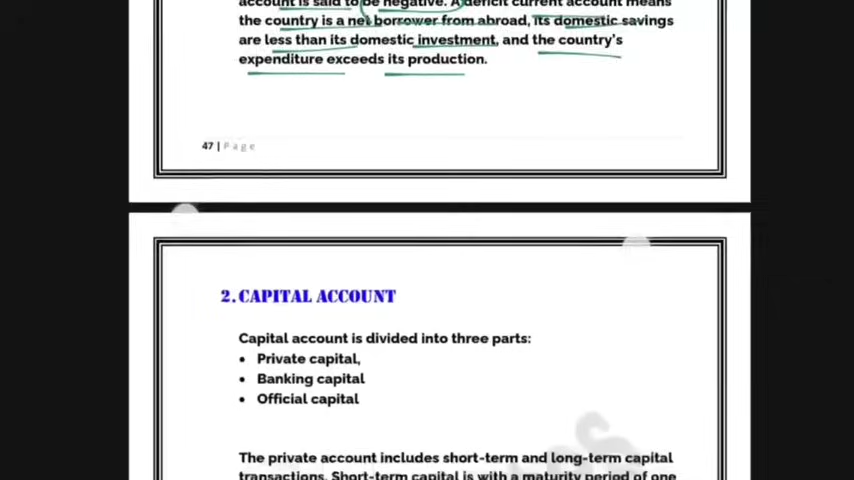 account is said to be negative. A deficit current account means
the country is a net borrower from abroad, Its domestic savings
are less than its domestic investment, and the country's
expenditure exceeds its production.
47 | Page
2. CAPITAL ACCOUNT
Capital account is divided into three parts:
• Private capital,
• Banking capital
• Official capital
The private account includes short-term and long-term capital
transactions. Short-term capital is with a maturity period of one